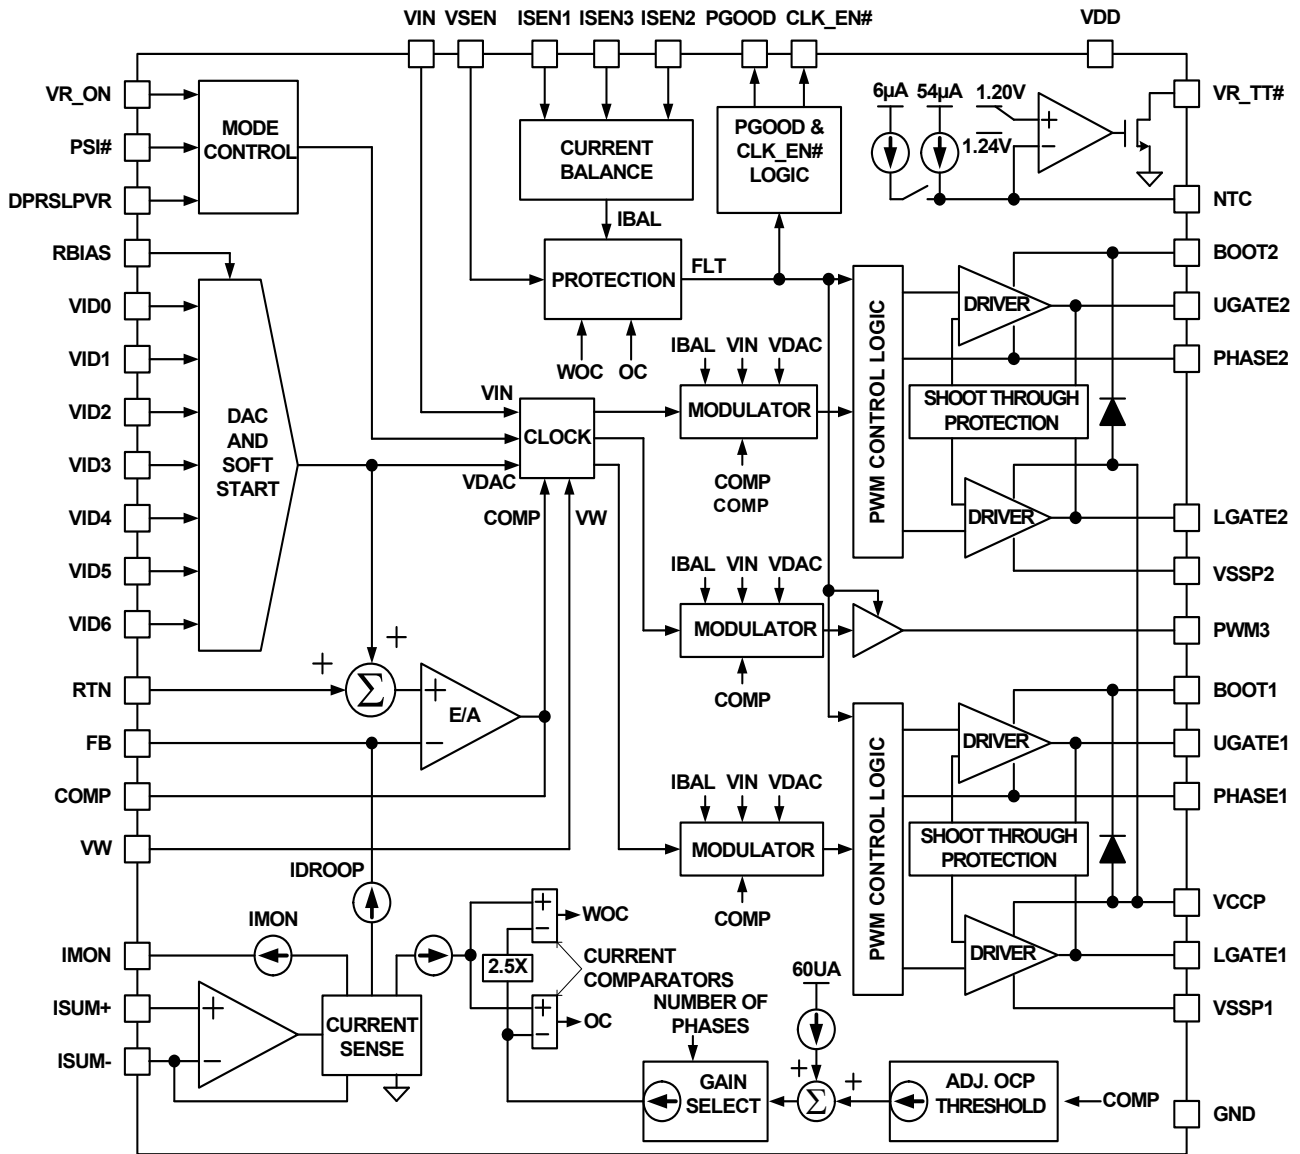 VIN VSEN ISEN1 ISEN3 ISEN2 PGOOD CLK_EN# VDD
VR_ON
PSI#
DPRSLPVR
RBIAS
VID0
VID1
VID2
VID3
VID4
VID5
VID6
RTN
FB
COMP
VW
IMON
ISUM+
ISUM-
MODE
CONTROL
DAC
AND
SOFT
START
CURRENT
BALANCE
IBAL
PROTECTION
FLT
WOC OC
PGOOD &
CLK_EN#
LOGIC
6µA 54µA 1.20V
1.24V
+
−
VIN
CLOCK
VDAC
COMP
VW
IBAL VIN VDAC
MODULATOR
COMP
COMP
IBAL VIN VDAC
MODULATOR
COMP
IBAL VIN VDAC
MODULATOR
COMP
PWM CONTROL LOGIC
DRIVER
SHOOT THROUGH
PROTECTION
DRIVER
PWM CONTROL LOGIC
DRIVER
SHOOT THROUGH
PROTECTION
DRIVER
+
+
Σ
+
−
E/A
IDROOP
IMON
+
−
CURRENT
SENSE
+
−
WOC
2.5X
CURRENT
COMPARATORS
+
−
OC
NUMBER OF
PHASES
60UA
GAIN
SELECT
+
+
Σ
ADJ. OCP
THRESHOLD
COMP
VR_TT#
NTC
BOOT2
UGATE2
PHASE2
LGATE2
VSSP2
PWM3
BOOT1
UGATE1
PHASE1
VCCP
LGATE1
VSSP1
GND